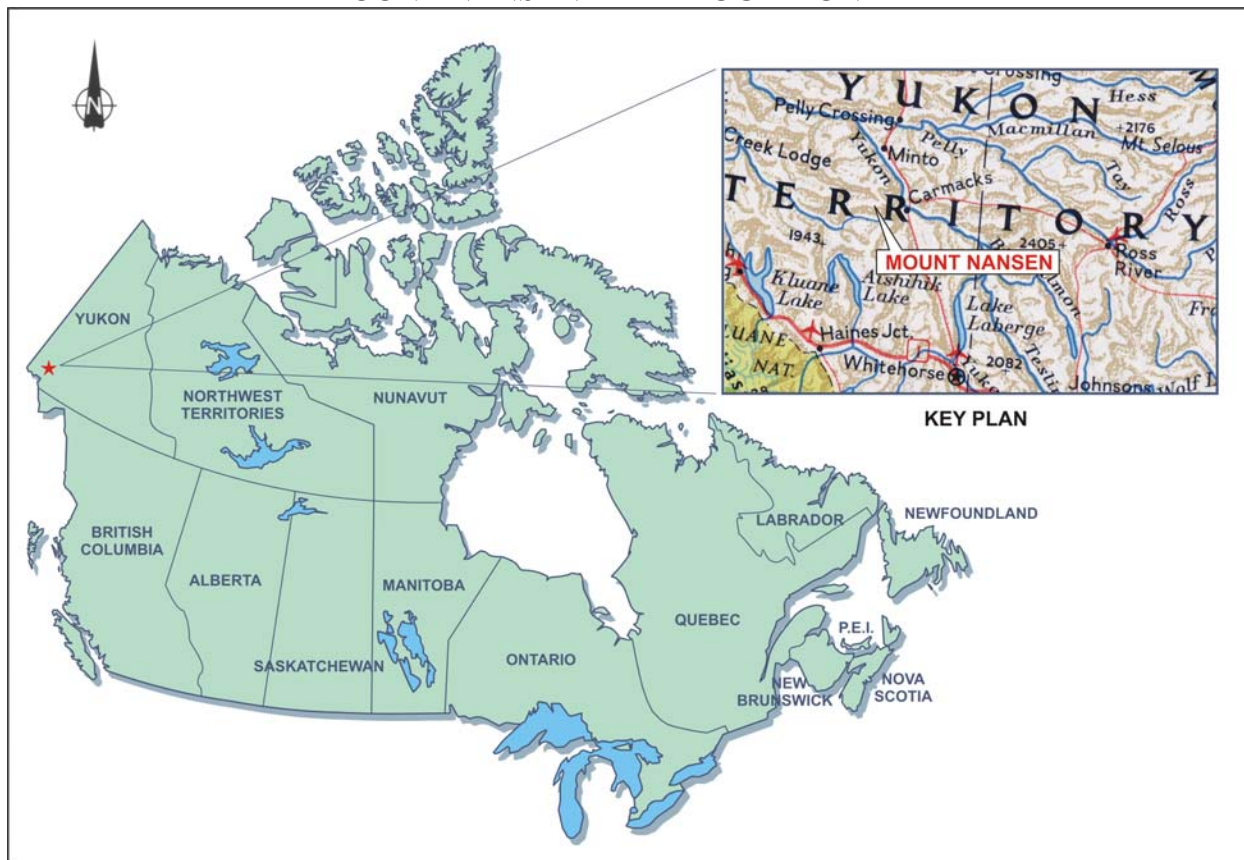 N
YUKON
NORTHWEST
TERRITORIES
NUNAVUT
BRITISH
COLUMBIA
ALBERTA
SASKATCHEWAN
MANITOBA
ONTARIO
QUEBEC
LABRADOR
NEWFOUNDLAND
P.E.I.
NEW
BRUNSWICK
NOVA
SCOTIA
Crossing
YUKON
Hess
Pelly Crossing
Macmillan
+2176
Mt. Selous
Pelly
Yukon
Minto
Creek Lodge
Tay
Ross
Carmacks
TERRITORY
1943+
2405+
Ross
River
MOUNT NANSEN
Kluane
Lake
Aishihik
Lake
Lake
Laberge
Haines Jct.
NAT.
Whitehorse
2082
Teslin
Johnsons
KEY PLAN